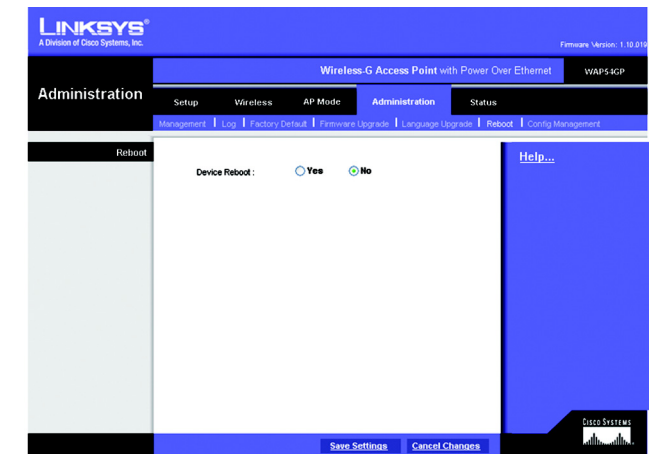 LINKSYS®
A Division of Cisco Systems, Inc.
Firmware Version: 1.10.019
Wireless-G Access Point with Power Over Ethernet WAP54GP
Administration
Setup Wireless AP Mode Administration Status
Management | Log | Factory Default | Firmware Upgrade | Language Upgrade | Reboot | Config Management
Reboot
Device Reboot : Yes No
Help...
Save Settings Cancel Changes
CISCO SYSTEMS